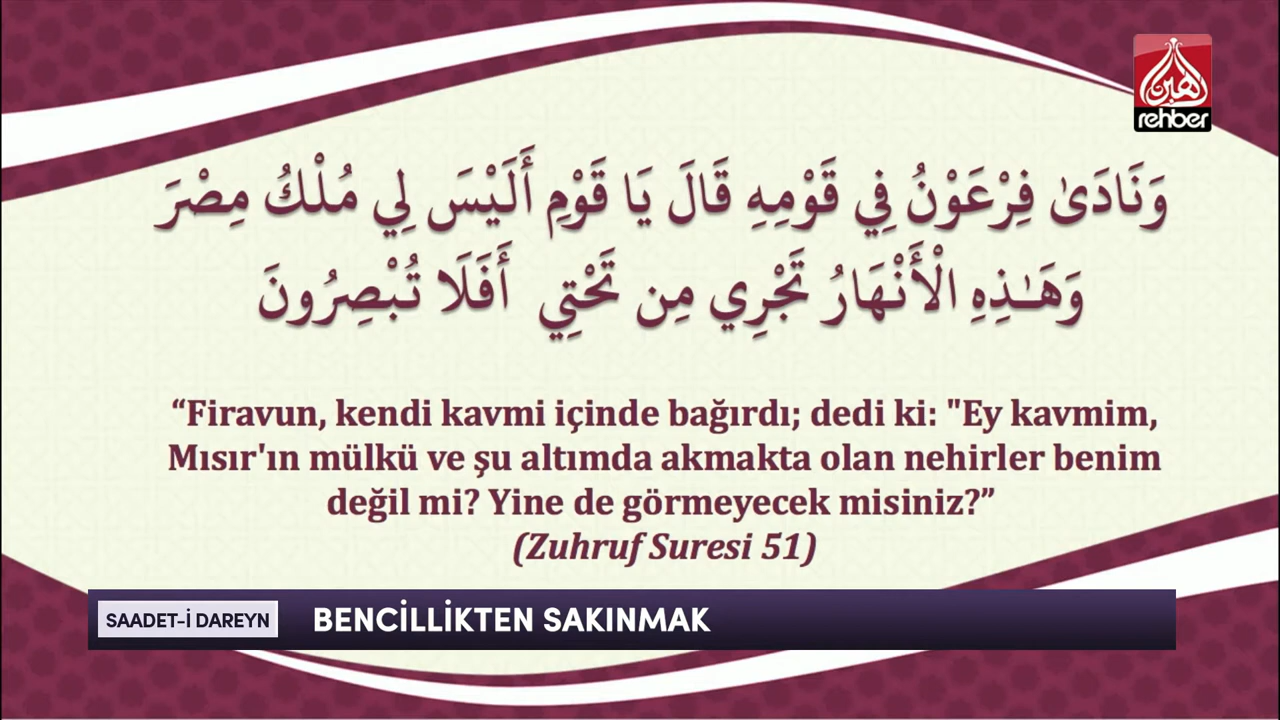 رهبر
rehber
وَنَادَىٰ فِرْعَوْنُ فِي قَوْمِهِ قَالَ يَا قَوْمِ أَلَيْسَ لِي مُلْكُ مِصْرَ
وَهَـٰذِهِ الْأَنْهَارُ تَجْرِي مِن تَحْتِي أَفَلَا تُبْصِرُونَ
“Firavun, kendi kavmi içinde bağırdı; dedi ki: "Ey kavmim,
Mısır'ın mülkü ve şu altımda akmakta olan nehirler benim
değil mi? Yine de görmeyecek misiniz?”
(Zuhruf Suresi 51)
SAADET-İ DAREYN
BENCİLLİKTEN SAKINMAK